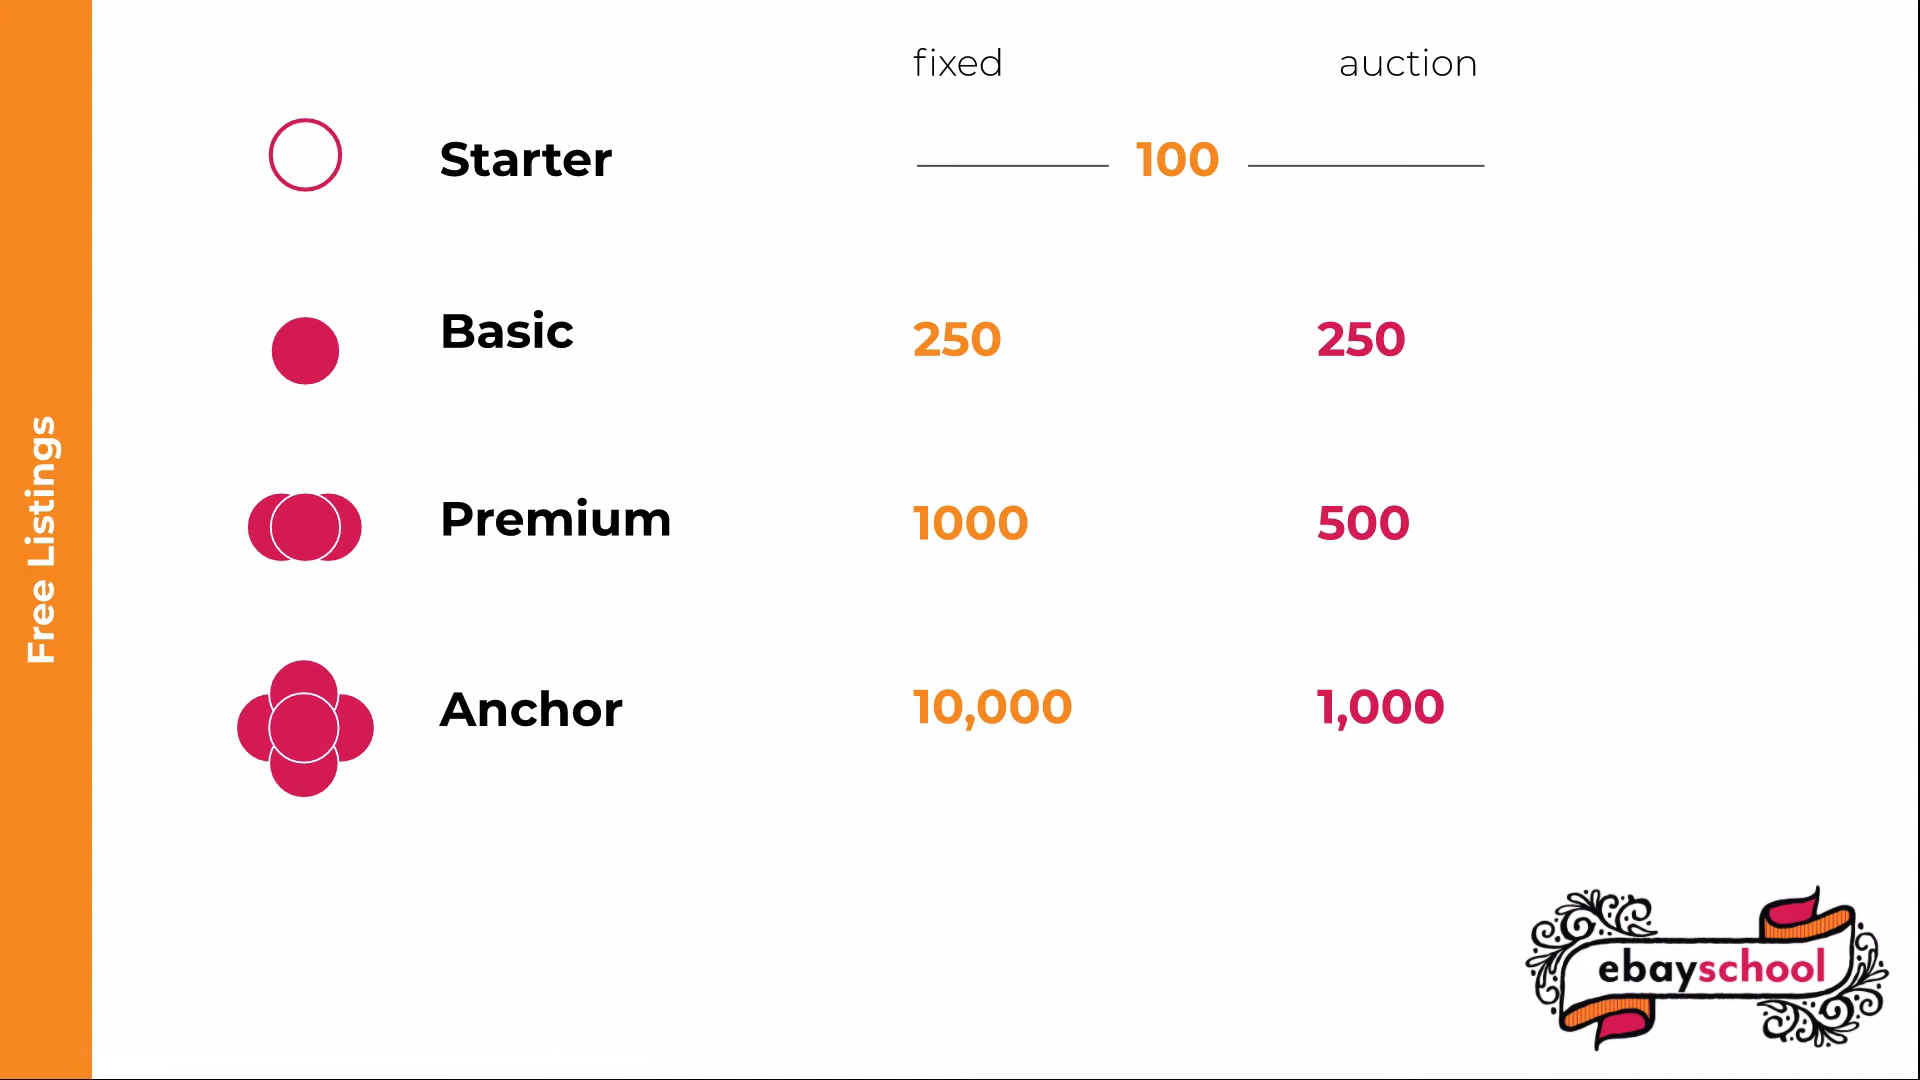 Free Listings
fixed auction
Starter 100
Basic 250 250
Premium 1000 500
Anchor 10,000 1,000
ebayschool